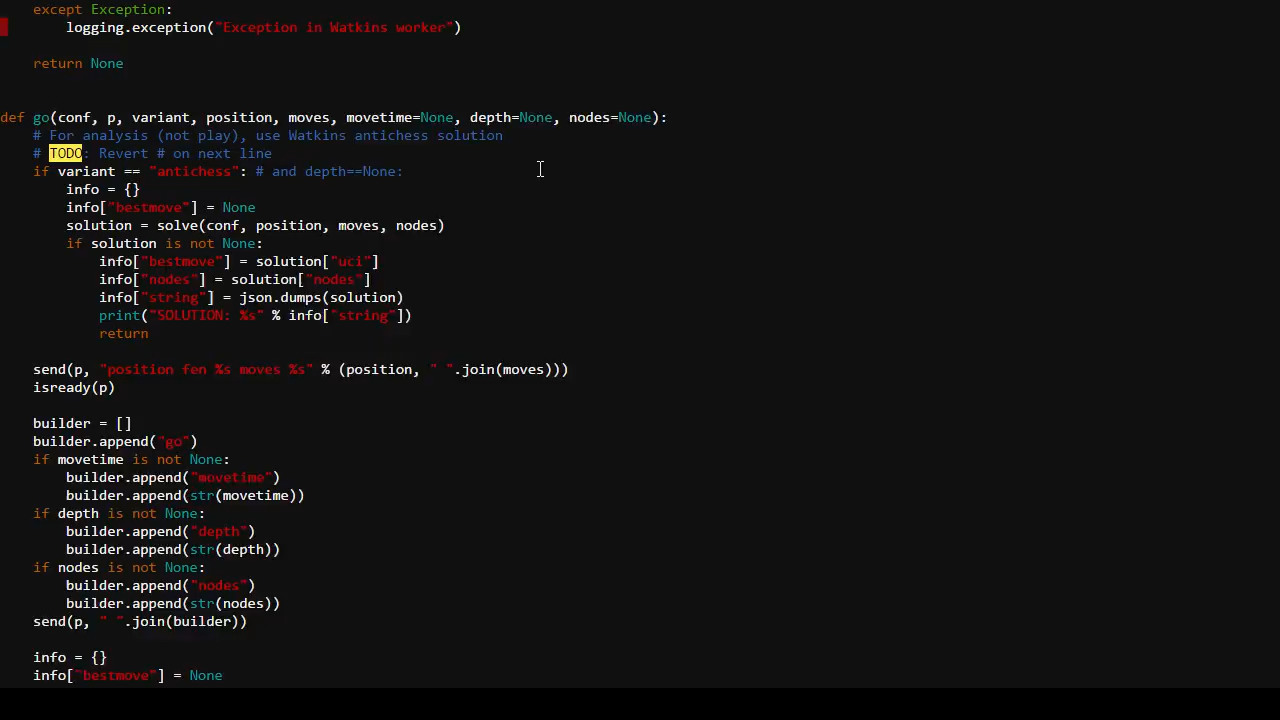 except Exception:
        logging.exception("Exception in Watkins worker")
    return None
def go(conf, p, variant, position, moves, movetime=None, depth=None, nodes=None):
    # For analysis (not play), use Watkins antichess solution
    # TODO: Revert # on next line
    if variant == "antichess": # and depth==None:
        info = {}
        info["bestmove"] = None
        solution = solve(conf, position, moves, nodes)
        if solution is not None:
            info["bestmove"] = solution["uci"]
            info["nodes"] = solution["nodes"]
            info["string"] = json.dumps(solution)
            print("SOLUTION: %s" % info["string"])
            return
    send(p, "position fen %s moves %s" % (position, " ".join(moves)))
    isready(p)
    builder = []
    builder.append("go")
    if movetime is not None:
        builder.append("movetime")
        builder.append(str(movetime))
    if depth is not None:
        builder.append("depth")
        builder.append(str(depth))
    if nodes is not None:
        builder.append("nodes")
        builder.append(str(nodes))
    send(p, " ".join(builder))
    info = {}
    info["bestmove"] = None